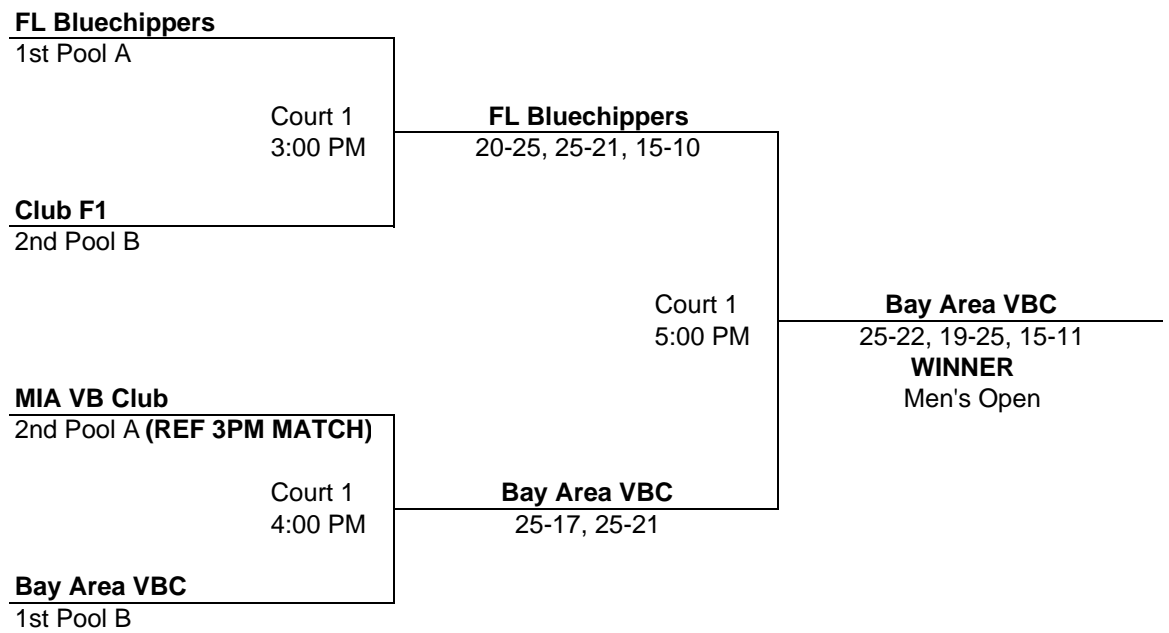 FL Bluechippers
1st Pool A
Court 1
3:00 PM
FL Bluechippers
20-25, 25-21, 15-10
Club F1
2nd Pool B
Court 1
5:00 PM
Bay Area VBC
25-22, 19-25, 15-11
WINNER
Men's Open
MIA VB Club
2nd Pool A (REF 3PM MATCH)
Court 1
4:00 PM
Bay Area VBC
25-17, 25-21
Bay Area VBC
1st Pool B